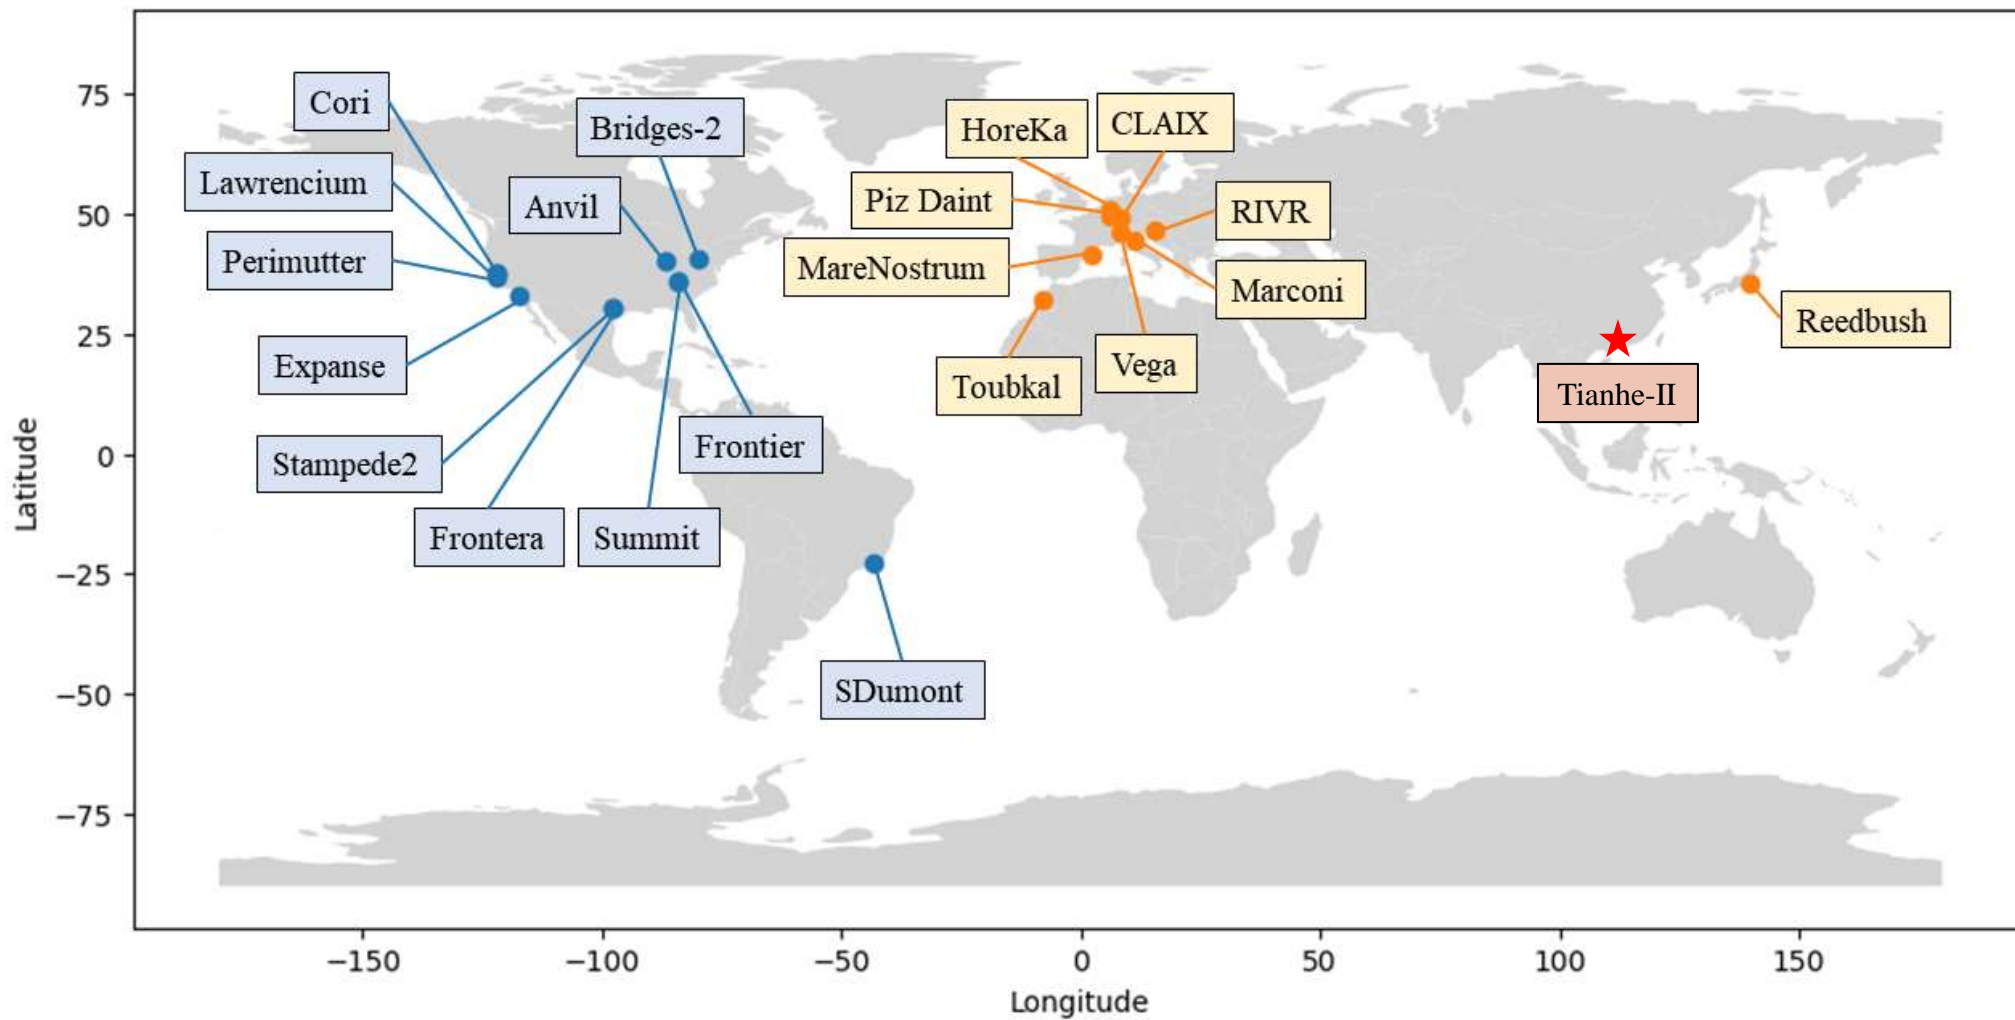 Cori
Bridges-2
HoreKa
CLAIX
Lawrencium
Anvil
Piz Daint
RIVR
Perimutter
MareNostrum
Marconi
Reedbush
Expanse
Toubkal
Vega
Tianhe-II
Stampede2
Frontier
Frontera
Summit
SDumont
75
50
25
0
−25
−50
−75
Latitude
−150
−100
−50
0
50
100
150
Longitude